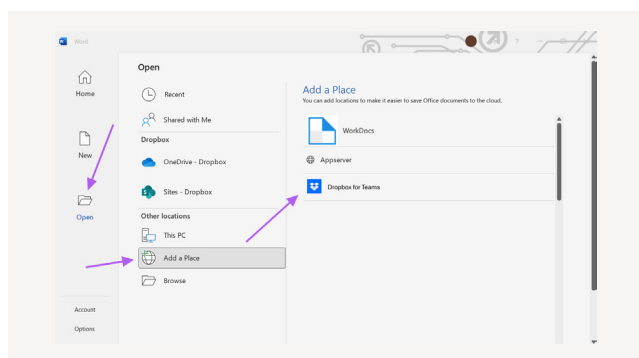 Word
?
Home
New
Open
Account
Options
Open
Recent
Shared with Me
Dropbox
OneDrive - Dropbox
Sites - Dropbox
Other locations
This PC
Add a Place
Browse
Add a Place
You can add locations to make it easier to save Office documents to the cloud.
WorkDocs
Appserver
Dropbox for Teams